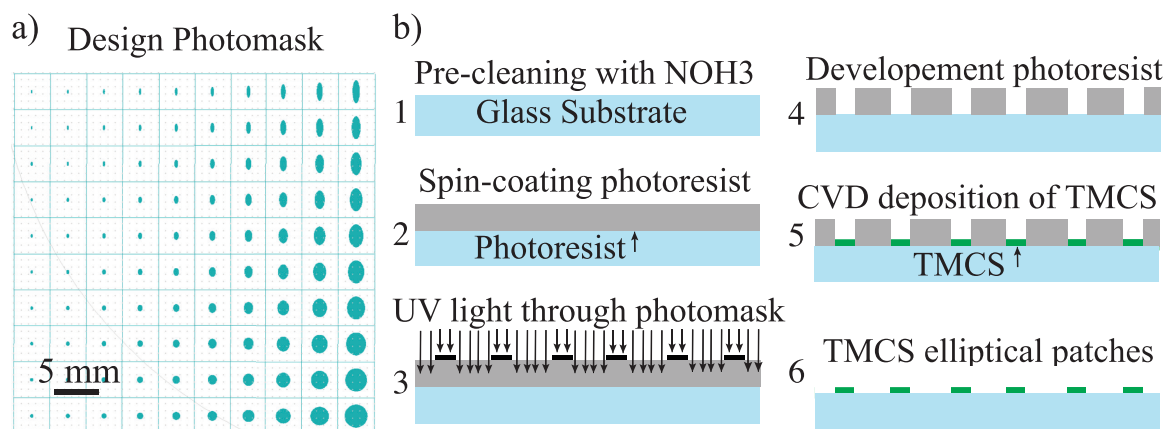 a)
Design Photomask
5 mm
b)
Pre-cleaning with NOH3
1
Glass Substrate
Spin-coating photoresist
2
Photoresist
UV light through photomask
3
Developement photoresist
4
CVD deposition of TMCS
5
TMCS
TMCS elliptical patches
6